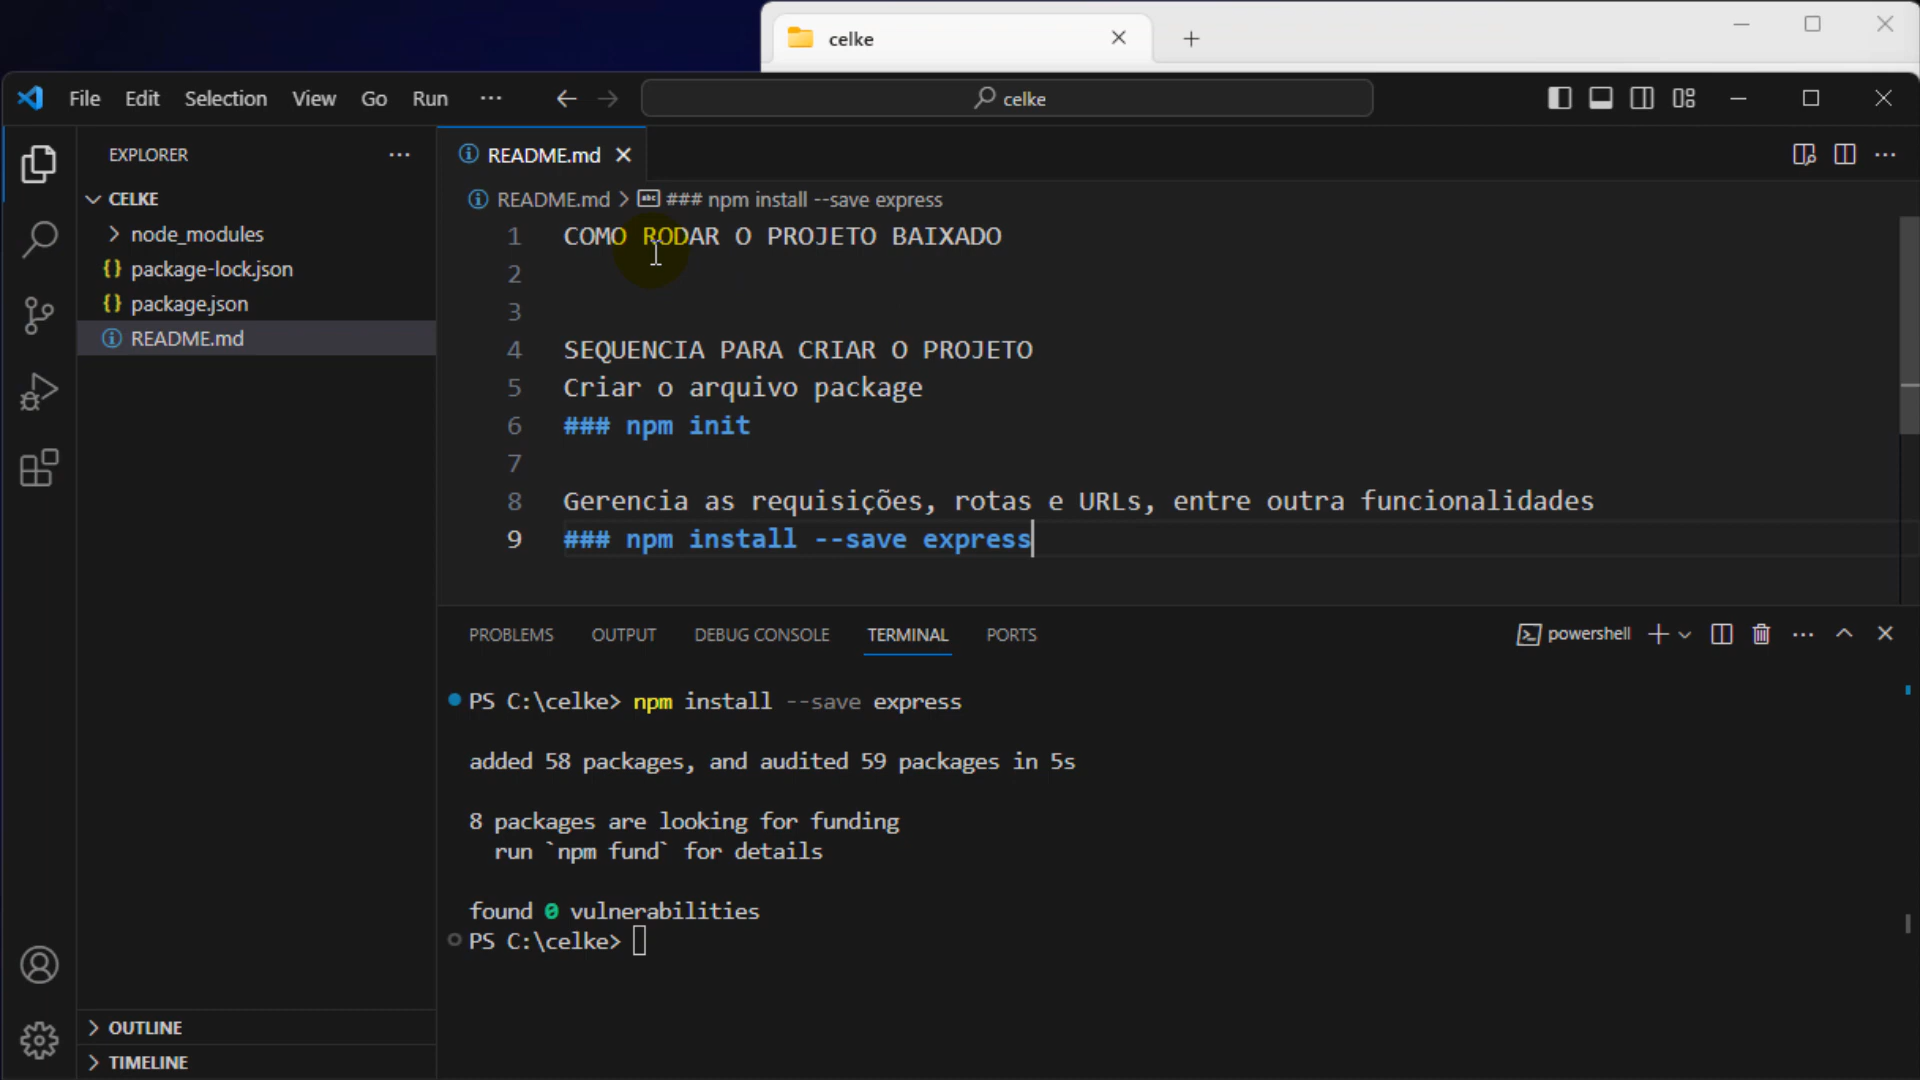 celke
File Edit Selection View Go Run ··· celke
EXPLORER ···
CELKE
node_modules
package-lock.json
package.json
README.md
OUTLINE
TIMELINE
README.md
README.md > ### npm install --save express
1 COMO RODAR O PROJETO BAIXADO
2
3
4 SEQUENCIA PARA CRIAR O PROJETO
5 Criar o arquivo package
6 ### npm init
7
8 Gerencia as requisições, rotas e URLs, entre outra funcionalidades
9 ### npm install --save express
PROBLEMS OUTPUT DEBUG CONSOLE TERMINAL PORTS powershell
PS C:\celke> npm install --save express
added 58 packages, and audited 59 packages in 5s
8 packages are looking for funding
run `npm fund` for details
found 0 vulnerabilities
PS C:\celke>